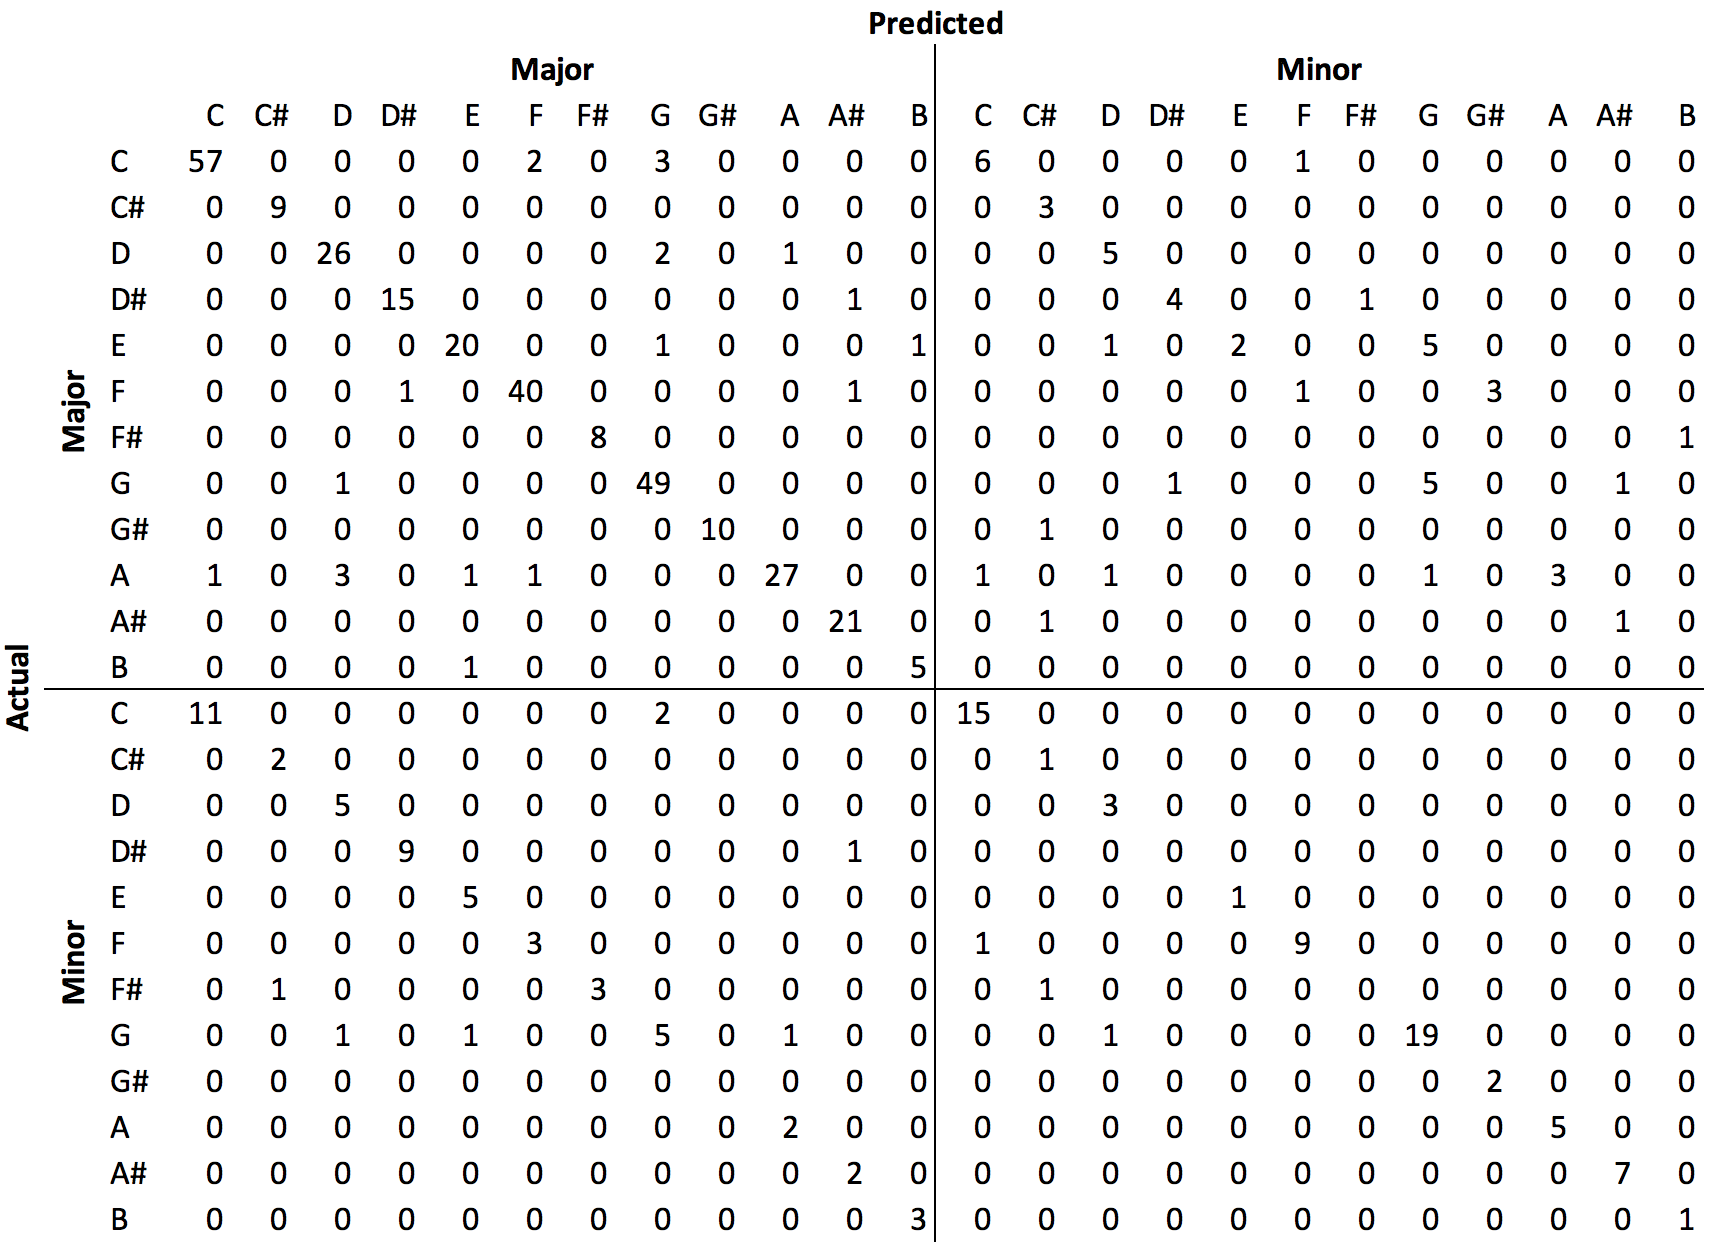 Predicted
Major Minor
C C# D D# E F F# G G# A A# B C C# D D# E F F# G G# A A# B
C 57 0 0 0 0 2 0 3 0 0 0 0 6 0 0 0 0 1 0 0 0 0 0 0
C# 0 9 0 0 0 0 0 0 0 0 0 0 0 3 0 0 0 0 0 0 0 0 0 0
D 0 0 26 0 0 0 0 2 0 1 0 0 0 0 5 0 0 0 0 0 0 0 0 0
D# 0 0 0 15 0 0 0 0 0 0 1 0 0 0 0 4 0 0 1 0 0 0 0 0
E 0 0 0 0 20 0 0 1 0 0 0 1 0 0 1 0 2 0 0 5 0 0 0 0
F 0 0 0 1 0 40 0 0 0 0 1 0 0 0 0 0 0 1 0 0 3 0 0 0
F# 0 0 0 0 0 0 8 0 0 0 0 0 0 0 0 0 0 0 0 0 0 0 0 1
G 0 0 1 0 0 0 0 49 0 0 0 0 0 0 0 1 0 0 0 5 0 0 1 0
G# 0 0 0 0 0 0 0 0 10 0 0 0 0 1 0 0 0 0 0 0 0 0 0 0
A 1 0 3 0 1 1 0 0 0 27 0 0 1 0 1 0 0 0 0 1 0 3 0 0
A# 0 0 0 0 0 0 0 0 0 0 21 0 0 1 0 0 0 0 0 0 0 0 1 0
B 0 0 0 0 1 0 0 0 0 0 0 5 0 0 0 0 0 0 0 0 0 0 0 0
C 11 0 0 0 0 0 0 2 0 0 0 0 15 0 0 0 0 0 0 0 0 0 0 0
C# 0 2 0 0 0 0 0 0 0 0 0 0 0 1 0 0 0 0 0 0 0 0 0 0
D 0 0 5 0 0 0 0 0 0 0 0 0 0 0 3 0 0 0 0 0 0 0 0 0
D# 0 0 0 9 0 0 0 0 0 0 1 0 0 0 0 0 0 0 0 0 0 0 0 0
E 0 0 0 0 5 0 0 0 0 0 0 0 0 0 0 0 1 0 0 0 0 0 0 0
F 0 0 0 0 0 3 0 0 0 0 0 0 1 0 0 0 0 9 0 0 0 0 0 0
F# 0 1 0 0 0 0 3 0 0 0 0 0 0 1 0 0 0 0 0 0 0 0 0 0
G 0 0 1 0 1 0 0 5 0 1 0 0 0 0 1 0 0 0 0 19 0 0 0 0
G# 0 0 0 0 0 0 0 0 0 0 0 0 0 0 0 0 0 0 0 0 2 0 0 0
A 0 0 0 0 0 0 0 0 0 2 0 0 0 0 0 0 0 0 0 0 0 5 0 0
A# 0 0 0 0 0 0 0 0 0 0 2 0 0 0 0 0 0 0 0 0 0 0 7 0
B 0 0 0 0 0 0 0 0 0 0 0 3 0 0 0 0 0 0 0 0 0 0 0 1
Actual
Major
Minor